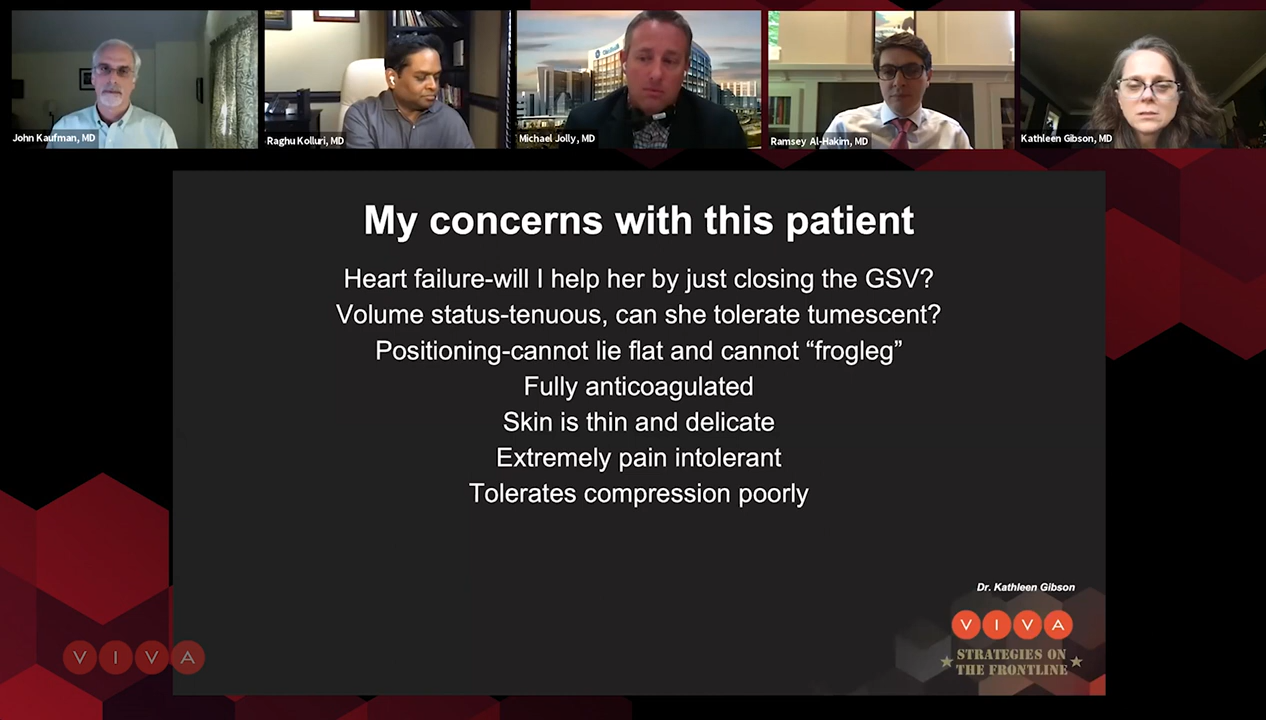 John Kaufman, MD
Raghu Kolluri, MD
Michael Jolly, MD
Ramsey Al-Hakim, MD
Kathleen Gibson, MD
My concerns with this patient
Heart failure-will I help her by just closing the GSV?
Volume status-tenuous, can she tolerate tumescent?
Positioning-cannot lie flat and cannot “frogleg”
Fully anticoagulated
Skin is thin and delicate
Extremely pain intolerant
Tolerates compression poorly
Dr. Kathleen Gibson
VIVA
STRATEGIES ON
THE FRONTLINE
VIVA